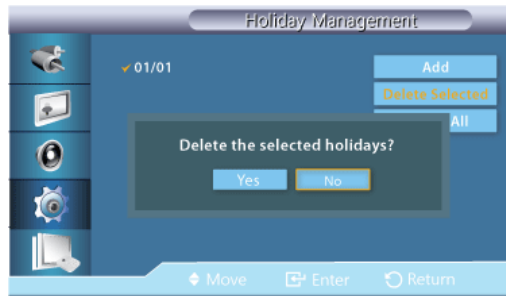 Holiday Management
01/01
Add
Delete Selected
All
Delete the selected holidays?
Yes
No
Move Enter Return